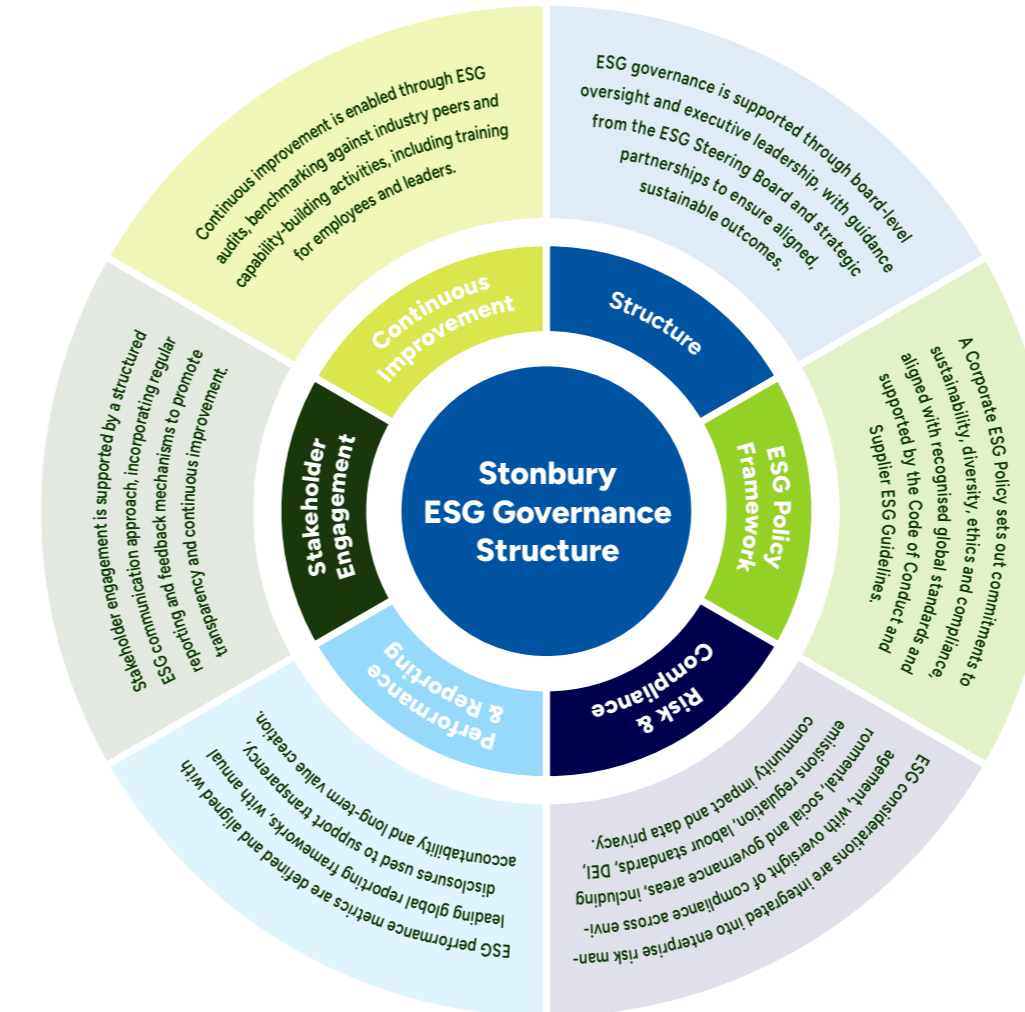 Stonbury
ESG Governance
Structure
Structure
ESG governance is supported through board-level
oversight and executive leadership, with guidance
from the ESG Steering Board and strategic
partnerships to ensure aligned,
sustainable outcomes.
ESG Policy
Framework
A Corporate ESG Policy sets out commitments to
sustainability, diversity, ethics and compliance,
aligned with recognised global standards and
supported by the Code of Conduct and
Supplier ESG Guidelines.
Risk &
Compliance
ESG considerations are integrated into enterprise risk man-
agement, with oversight of compliance across envi-
ronmental, social and governance areas, including
emissions regulation, labour standards, DEI,
community impact and data privacy.
Performance
& Reporting
ESG performance metrics are defined and aligned with
leading global reporting frameworks, with annual
disclosures used to support transparency,
accountability and long-term value creation.
Stakeholder
Engagement
Stakeholder engagement is supported by a structured
ESG communication approach, incorporating regular
reporting and feedback mechanisms to promote
transparency and continuous improvement.
Continuous
Improvement
Continuous improvement is enabled through ESG
audits, benchmarking against industry peers and
capability-building activities, including training
for employees and leaders.